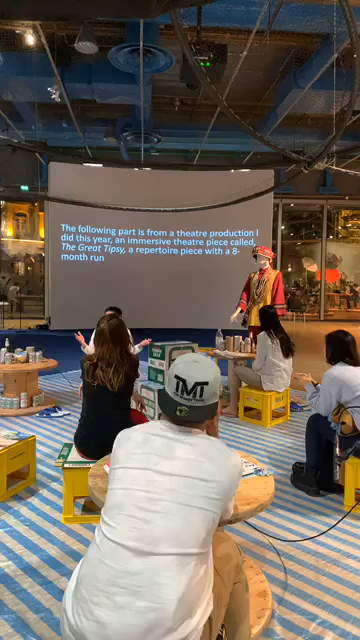 The following part is from a theatre production I
did this year, an immersive theatre piece called,
The Great Tipsy, a repertoire piece with a 8-
month run
TMT